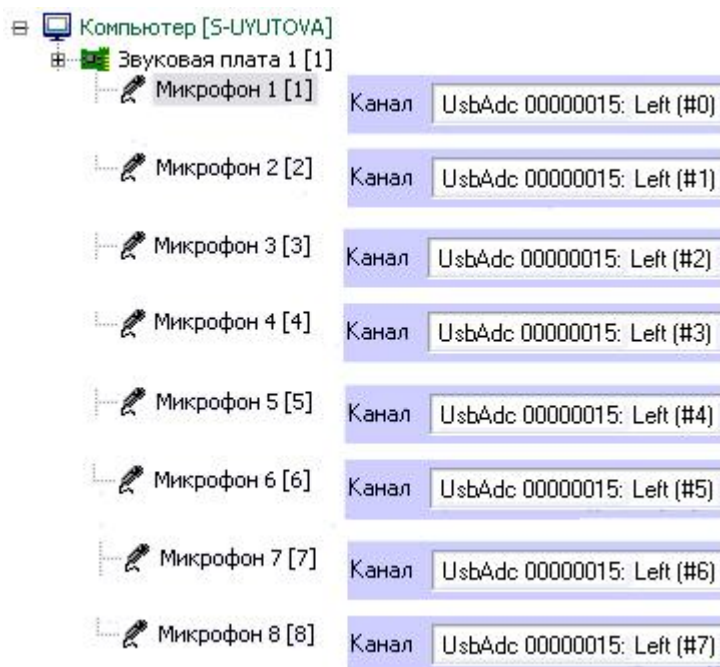 Компьютер [S-UYUTOVA]
Звуковая плата 1 [1]
Микрофон 1 [1] Канал UsbAdc 00000015: Left (#0)
Микрофон 2 [2] Канал UsbAdc 00000015: Left (#1)
Микрофон 3 [3] Канал UsbAdc 00000015: Left (#2)
Микрофон 4 [4] Канал UsbAdc 00000015: Left (#3)
Микрофон 5 [5] Канал UsbAdc 00000015: Left (#4)
Микрофон 6 [6] Канал UsbAdc 00000015: Left (#5)
Микрофон 7 [7] Канал UsbAdc 00000015: Left (#6)
Микрофон 8 [8] Канал UsbAdc 00000015: Left (#7)